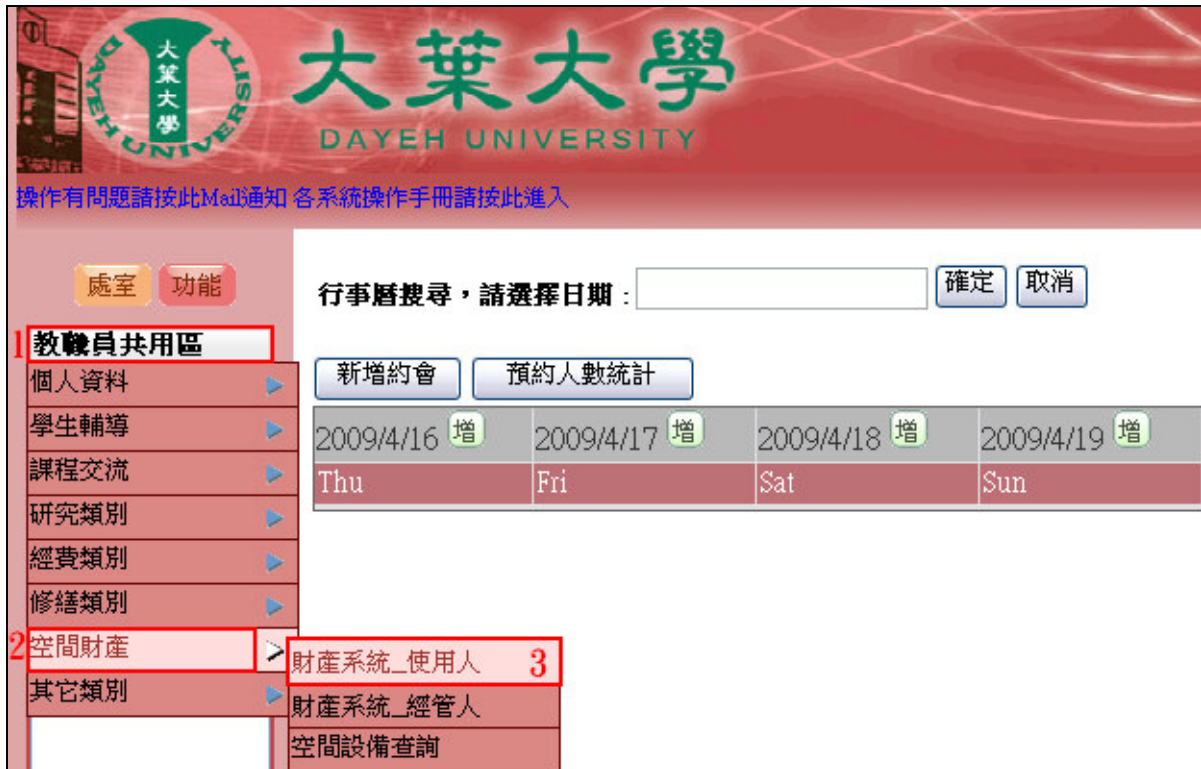 大葉大學
DAYEH UNIVERSITY
大葉大學
DAYEH UNIVERSITY
操作有問題請按此Mail通知 各系統操作手冊請按此進入
處室 功能
行事曆搜尋，請選擇日期 : 確定 取消
1 教職員共用區
新增約會 預約人數統計
個人資料
學生輔導
2009/4/16 增 2009/4/17 增 2009/4/18 增 2009/4/19 增
課程交流
Thu Fri Sat Sun
研究類別
經費類別
修繕類別
2 空間財產 >
財產系統_使用人 3
其它類別
財產系統_經管人
空間設備查詢